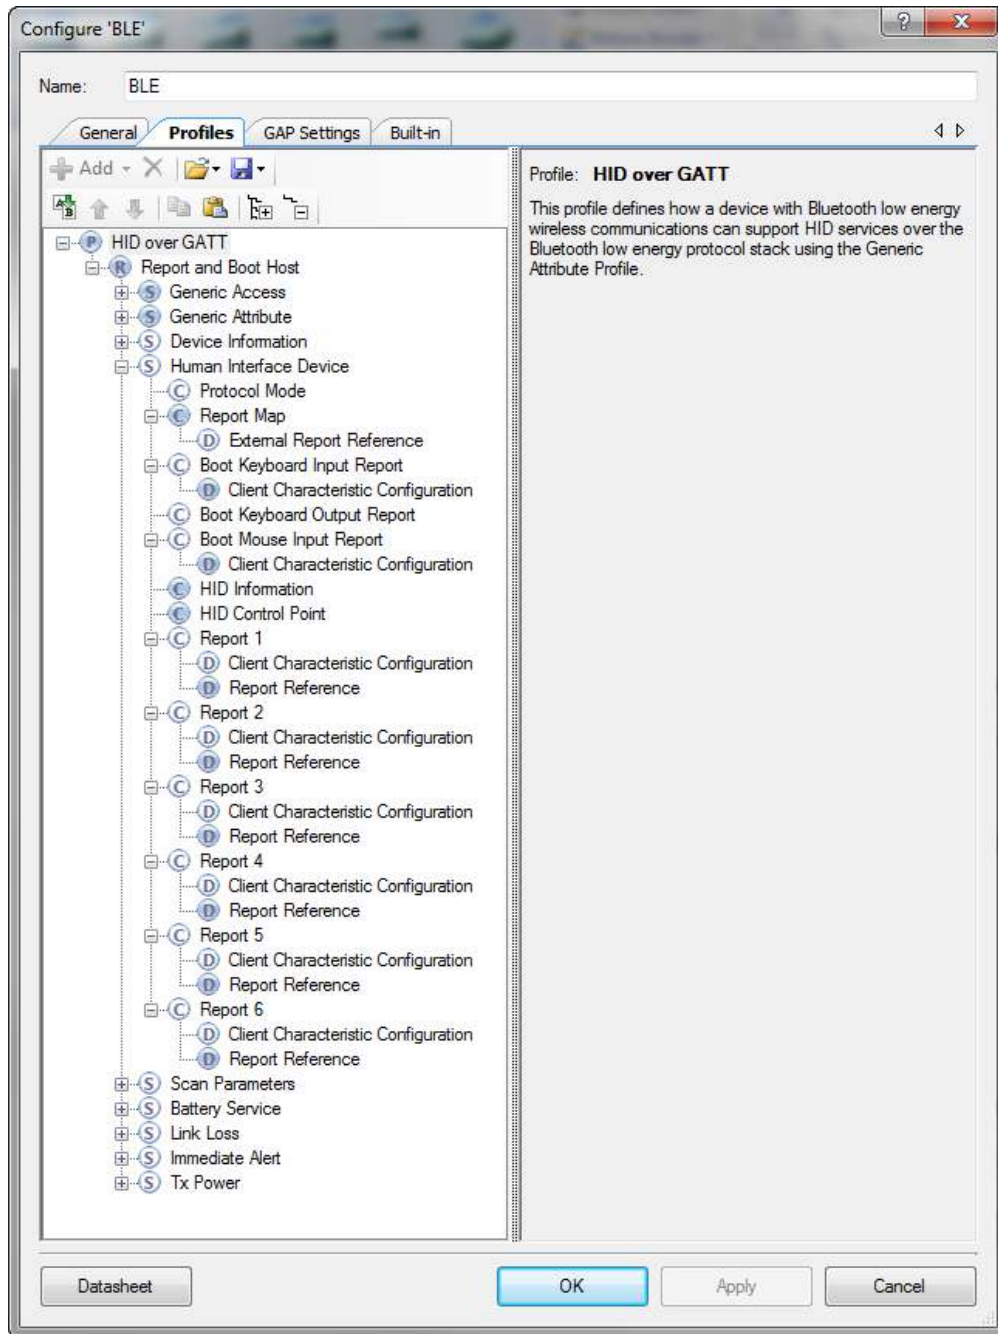 Configure 'BLE'
Name: BLE
General Profiles GAP Settings Built-in
Add
Profile: HID over GATT
This profile defines how a device with Bluetooth low energy
wireless communications can support HID services over the
Bluetooth low energy protocol stack using the Generic
Attribute Profile.
P HID over GATT
R Report and Boot Host
S Generic Access
S Generic Attribute
S Device Information
S Human Interface Device
C Protocol Mode
C Report Map
D External Report Reference
C Boot Keyboard Input Report
D Client Characteristic Configuration
C Boot Keyboard Output Report
C Boot Mouse Input Report
D Client Characteristic Configuration
C HID Information
C HID Control Point
C Report 1
D Client Characteristic Configuration
D Report Reference
C Report 2
D Client Characteristic Configuration
D Report Reference
C Report 3
D Client Characteristic Configuration
D Report Reference
C Report 4
D Client Characteristic Configuration
D Report Reference
C Report 5
D Client Characteristic Configuration
D Report Reference
C Report 6
D Client Characteristic Configuration
D Report Reference
S Scan Parameters
S Battery Service
S Link Loss
S Immediate Alert
S Tx Power
Datasheet OK Apply Cancel